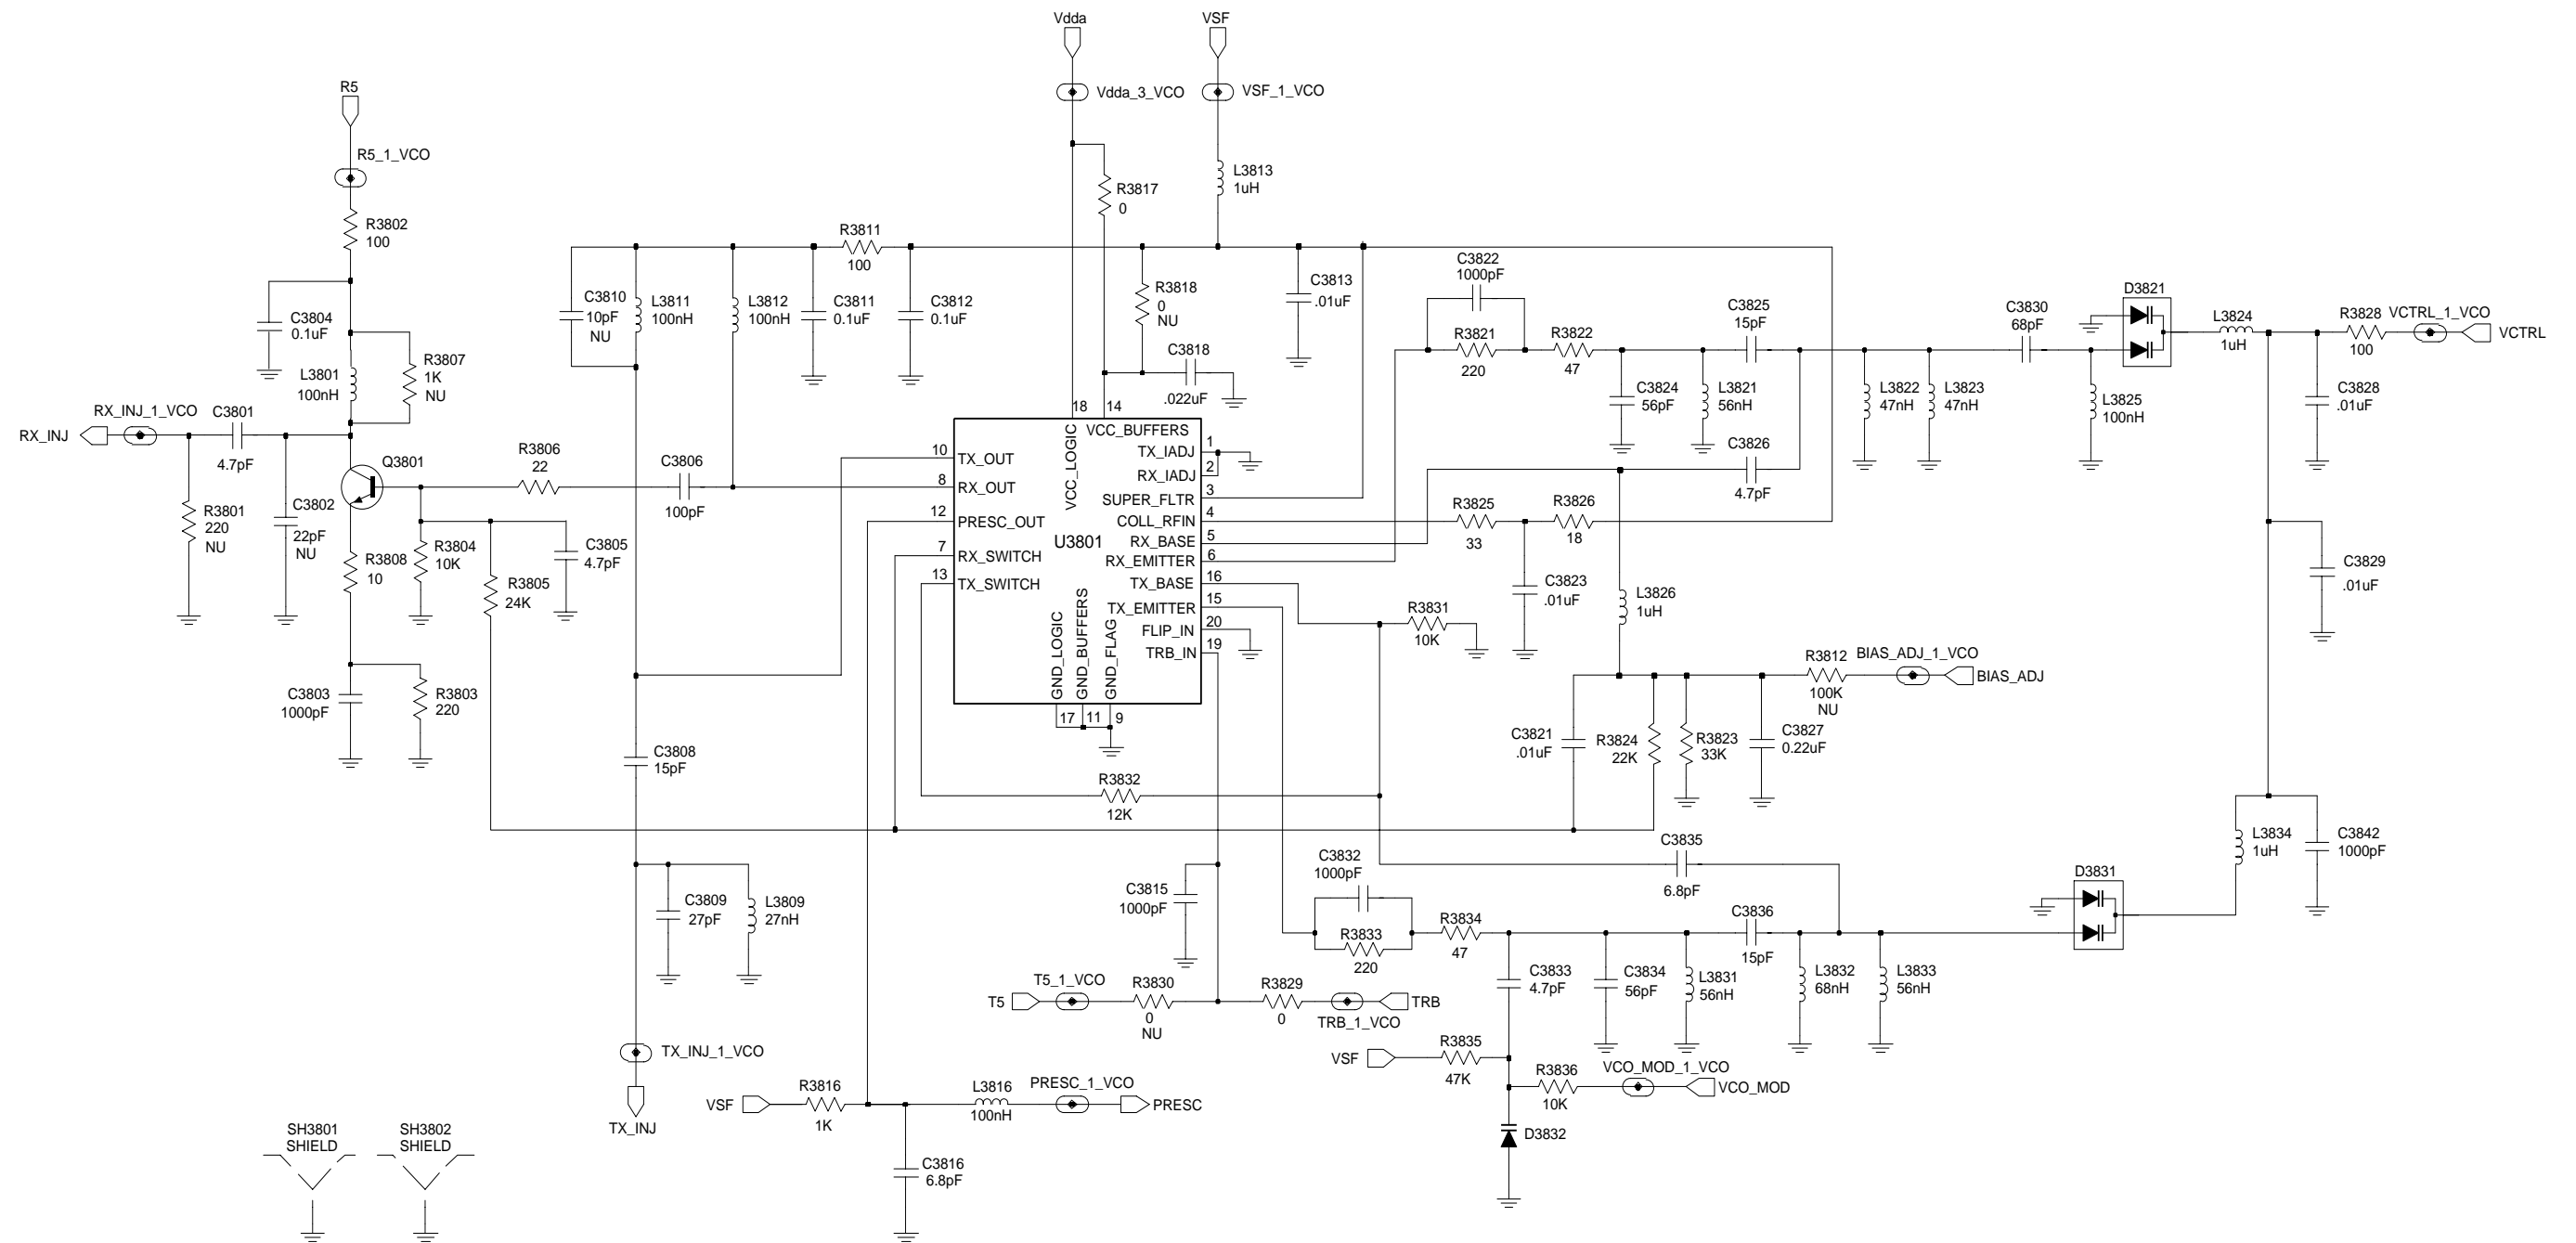 Vdda
VSF
Vdda_3_VCO
VSF_1_VCO
R5
R5_1_VCO
R3802
100
C3804
0.1uF
L3801
100nH
R3807
1K
NU
RX_INJ_1_VCO
RX_INJ
C3801
4.7pF
Q3801
R3801
220
NU
C3802
22pF
NU
R3808
10
R3804
10K
R3805
24K
C3805
4.7pF
C3803
1000pF
R3803
220
R3806
22
C3806
100pF
C3810
10pF
NU
L3811
100nH
L3812
100nH
C3811
0.1uF
R3811
100
C3812
0.1uF
R3817
0
L3813
1uH
R3818
0
NU
C3818
.022uF
C3813
.01uF
18
14
VCC_LOGIC
VCC_BUFFERS
10
TX_OUT
8
RX_OUT
12
PRESC_OUT
7
RX_SWITCH
13
TX_SWITCH
U3801
TX_IADJ
1
RX_IADJ
2
SUPER_FLTR
3
COLL_RFIN
4
RX_BASE
5
RX_EMITTER
6
TX_BASE
16
TX_EMITTER
15
FLIP_IN
20
TRB_IN
19
GND_LOGIC
GND_BUFFERS
GND_FLAG
17
11
9
C3822
1000pF
R3821
220
R3822
47
C3825
15pF
C3824
56pF
L3821
56nH
C3826
4.7pF
L3822
47nH
L3823
47nH
C3830
68pF
L3825
100nH
D3821
L3824
1uH
R3828
100
VCTRL_1_VCO
VCTRL
C3828
.01uF
C3829
.01uF
R3825
33
R3826
18
C3823
.01uF
L3826
1uH
R3831
10K
R3812
100K
NU
BIAS_ADJ_1_VCO
BIAS_ADJ
C3821
.01uF
R3824
22K
R3823
33K
C3827
0.22uF
C3808
15pF
R3832
12K
C3809
27pF
L3809
27nH
C3815
1000pF
C3832
1000pF
R3833
220
R3834
47
C3835
6.8pF
C3836
15pF
C3833
4.7pF
C3834
56pF
L3831
56nH
L3832
68nH
L3833
56nH
D3831
L3834
1uH
C3842
1000pF
T5
T5_1_VCO
R3830
0
NU
R3829
0
TRB_1_VCO
TRB
VSF
R3835
47K
R3836
10K
VCO_MOD_1_VCO
VCO_MOD
D3832
TX_INJ_1_VCO
TX_INJ
VSF
R3816
1K
L3816
100nH
PRESC_1_VCO
PRESC
C3816
6.8pF
SH3801
SHIELD
SH3802
SHIELD